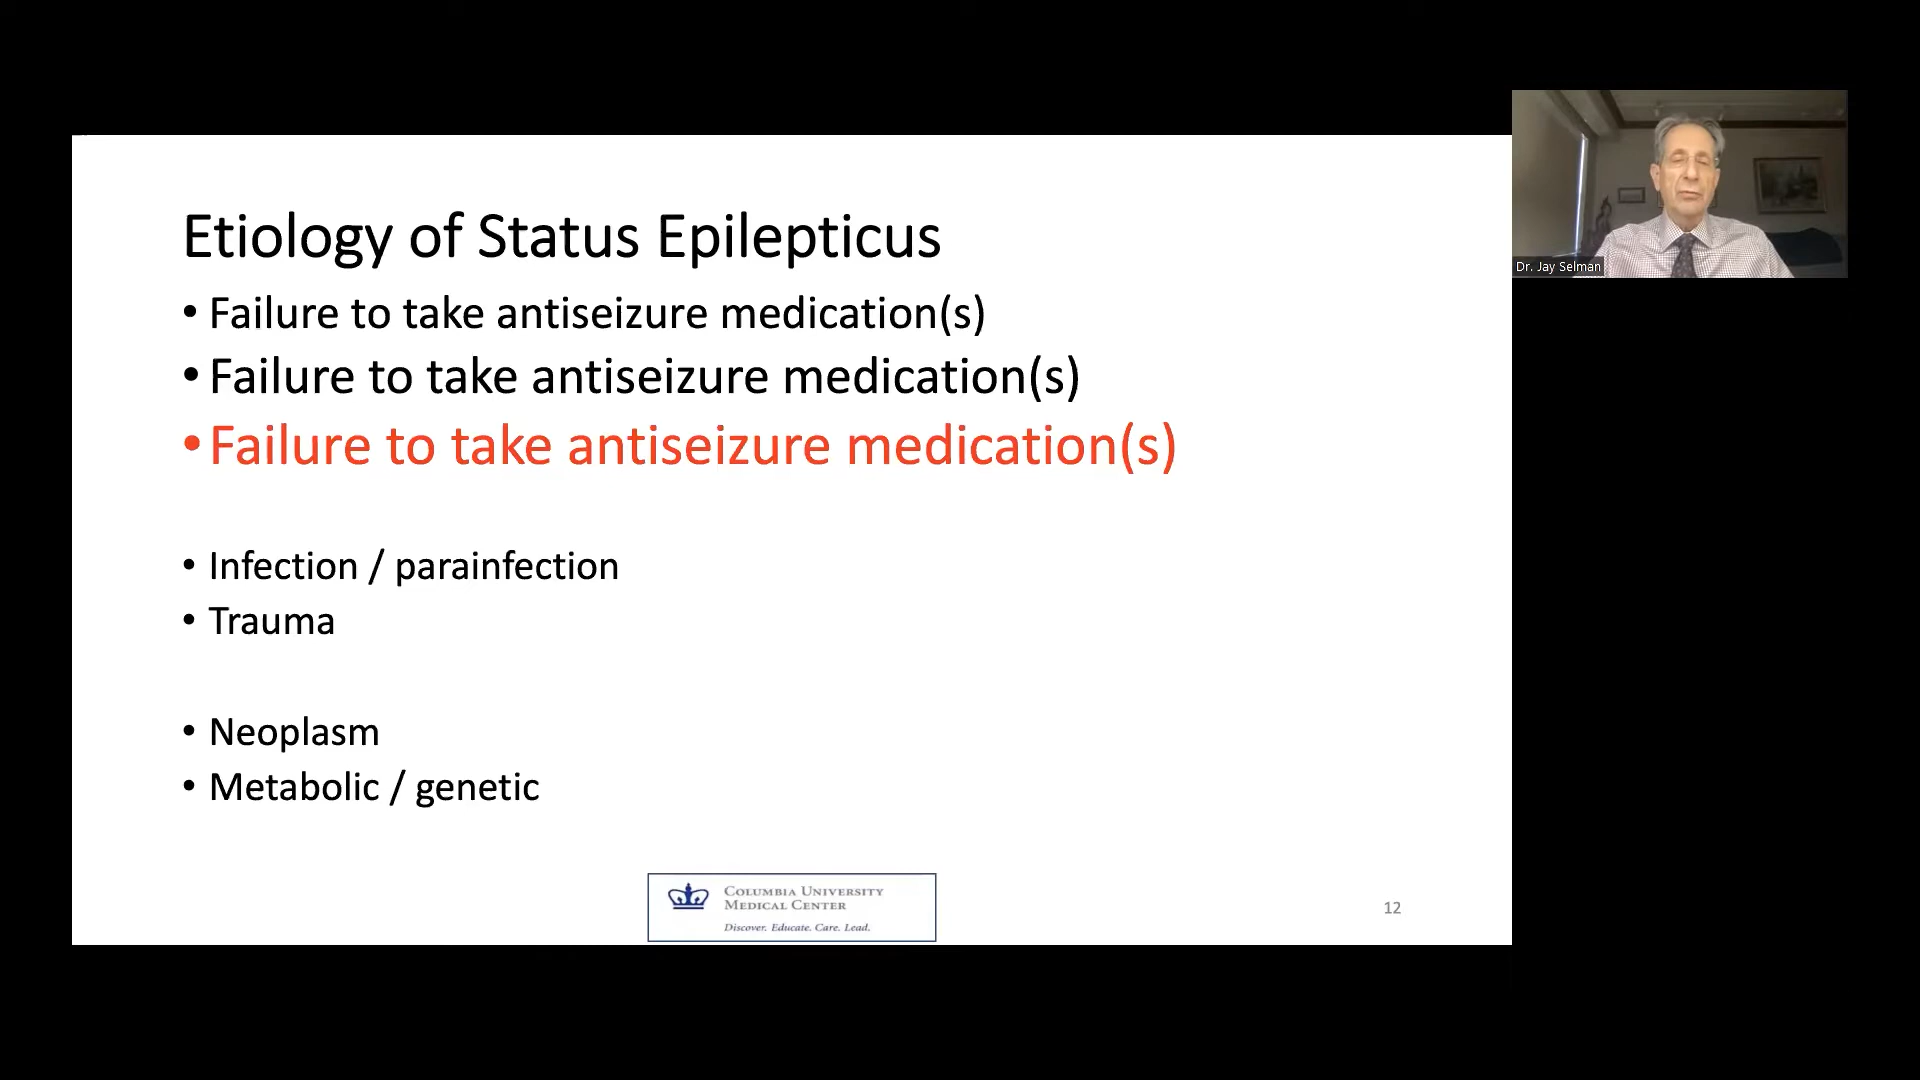 Etiology of Status Epilepticus
• Failure to take antiseizure medication(s)
• Failure to take antiseizure medication(s)
• Failure to take antiseizure medication(s)
• Infection / parainfection
• Trauma
• Neoplasm
• Metabolic / genetic
COLUMBIA UNIVERSITY
MEDICAL CENTER
Discover. Educate. Care. Lead.
12
Dr. Jay Selman